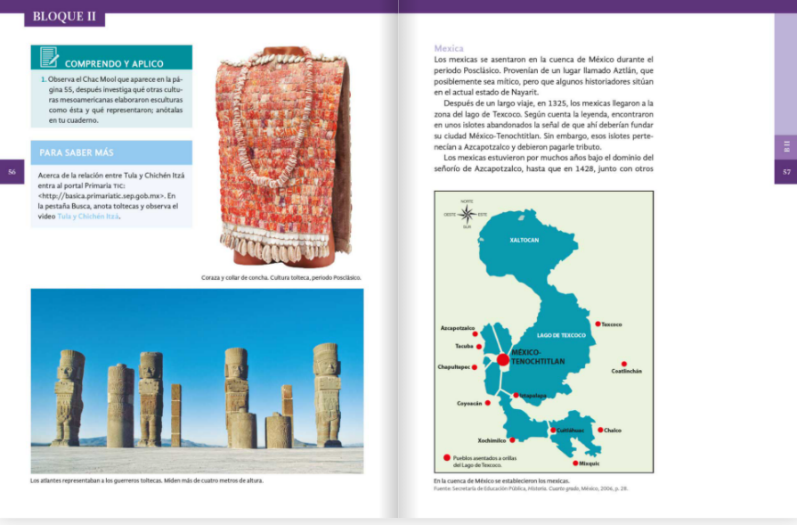 BLOQUE II
COMPRENDO Y APLICO
1. Observa el Chac Mool que aparece en la pá-
gina 55, después investiga qué otras cultu-
ras mesoamericanas elaboraron esculturas
como ésta y qué representaron; anótalas
en tu cuaderno.
PARA SABER MÁS
Acerca de la relación entre Tula y Chichén Itzá
entra al portal Primaria TIC:
<http://basica.primariatic.sep.gob.mx>. En
la pestaña Busca, anota toltecas y observa el
video Tula y Chichén Itzá.
56
Coraza y collar de concha. Cultura tolteca, periodo Posclásico.
Los atlantes representaban a los guerreros toltecas. Miden más de cuatro metros de altura.
Mexica
Los mexicas se asentaron en la cuenca de México durante el
periodo Posclásico. Provenían de un lugar llamado Aztlán, que
posiblemente sea mítico, pero que algunos historiadores sitúan
en el actual estado de Nayarit.
Después de un largo viaje, en 1325, los mexicas llegaron a la
zona del lago de Texcoco. Según cuenta la leyenda, encontraron
en unos islotes abandonados la señal de que ahí deberían fundar
su ciudad México-Tenochtitlan. Sin embargo, esos islotes perte-
necían a Azcapotzalco y debieron pagarle tributo.
Los mexicas estuvieron por muchos años bajo el dominio del
señorío de Azcapotzalco, hasta que en 1428, junto con otros
B II
57
NORTE
OESTE
ESTE
SUR
XALTOCAN
LAGO DE TEXCOCO
Texcoco
Azcapotzalco
Tacuba
MÉXICO-
TENOCHTITLAN
Chapultepec
Coatlinchán
Iztapalapa
Coyoacán
Culhuacán
Chalco
Xochimilco
Mixquic
Pueblos asentados a orillas
del Lago de Texcoco.
En la cuenca de México se establecieron los mexicas.
Fuente: Secretaría de Educación Pública, Historia. Cuarto grado, México, 2006, p. 28.